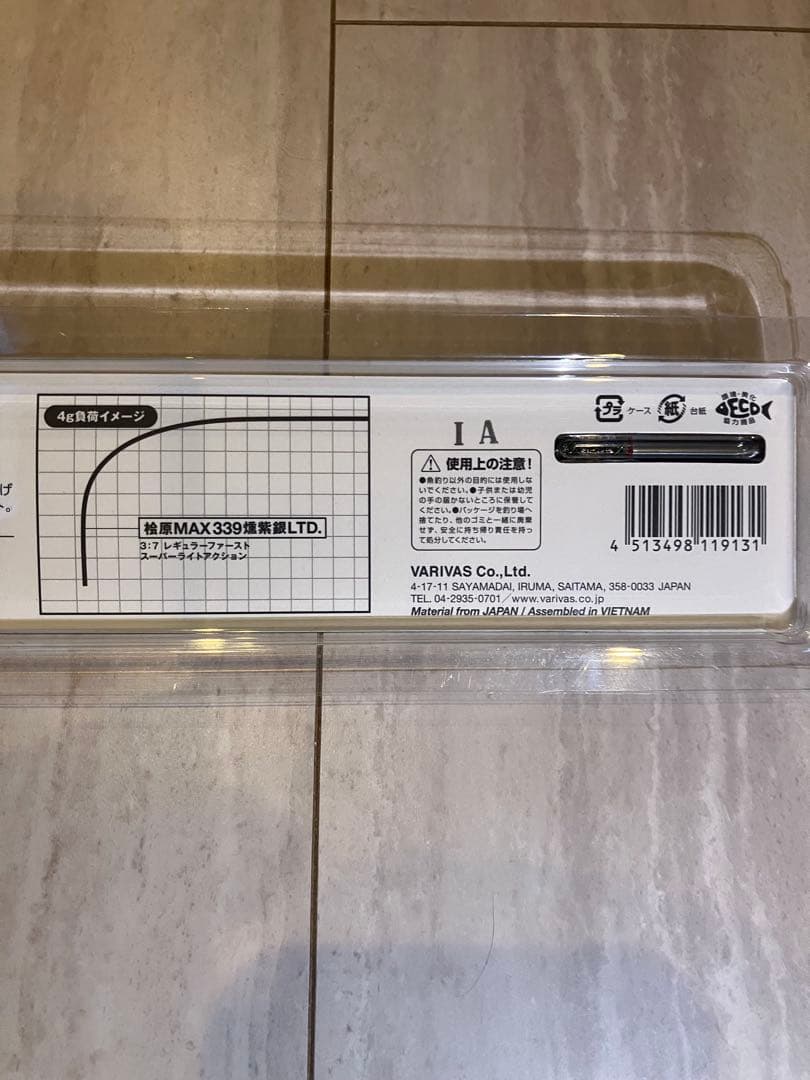 げ
。
4g負荷イメージ
桧原MAX339燻紫銀LTD.
3:7 レギュラーファースト
スーパーライトアクション
IA
使用上の注意！
●魚釣り以外の目的には使用しな
いでください。●子供または幼児
の手の届かないところに保管して
ください。●パッケージを釣り場へ
捨てたり、他のゴミと一緒に廃棄
せず、安全に持ち帰り責任を持っ
て処分してください。
プラ ケース 紙 台紙
環境・美化
ECO
協力商品
4 513498 119131
VARIVAS Co.,Ltd.
4-17-11 SAYAMADAI, IRUMA, SAITAMA, 358-0033 JAPAN
TEL. 04-2935-0701／www.varivas.co.jp
Material from JAPAN / Assembled in VIETNAM